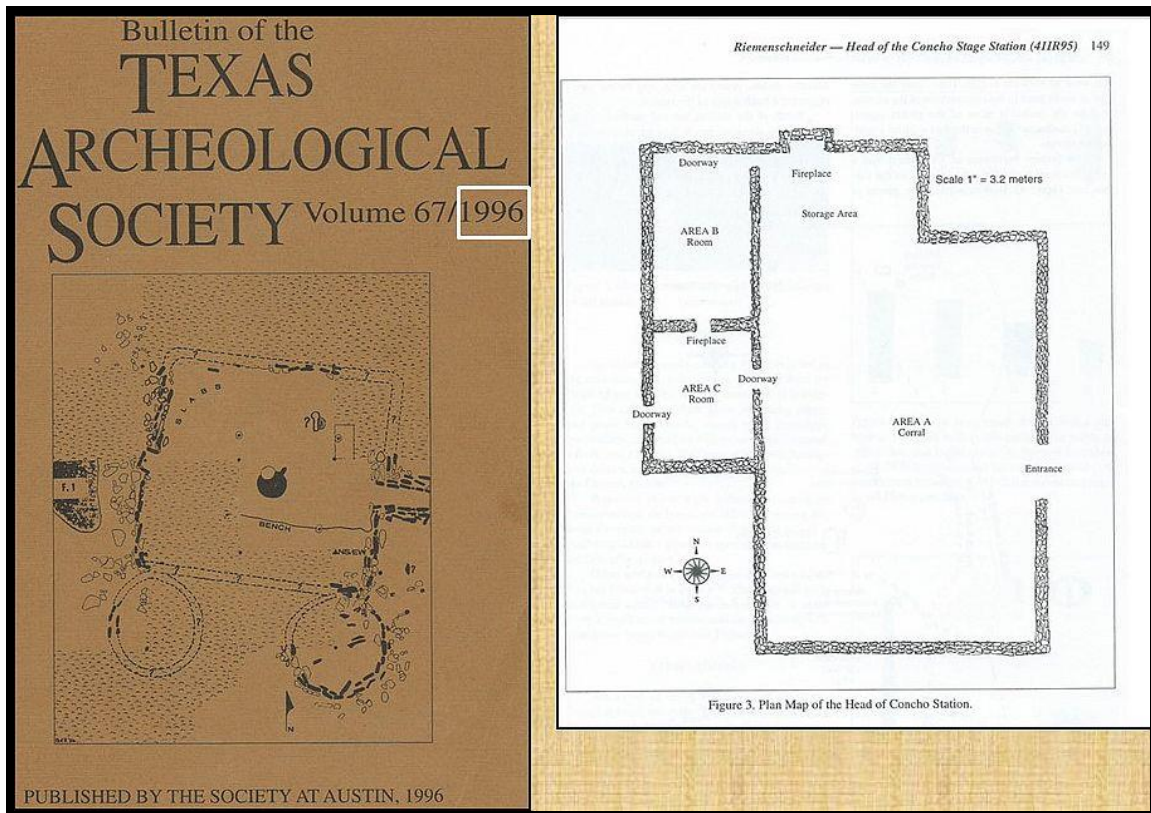 Bulletin of the
TEXAS
ARCHEOLOGICAL
SOCIETY Volume 67/1996
SLABS
?
?
F.1
BENCH
?
?
N
PUBLISHED BY THE SOCIETY AT AUSTIN, 1996
Riemenschneider — Head of the Concho Stage Station (41IR95) 149
Doorway
Fireplace
Scale 1" = 3.2 meters
Storage Area
AREA B
Room
Fireplace
AREA C
Room
Doorway
Doorway
AREA A
Corral
Entrance
N
W E
S
Figure 3. Plan Map of the Head of Concho Station.